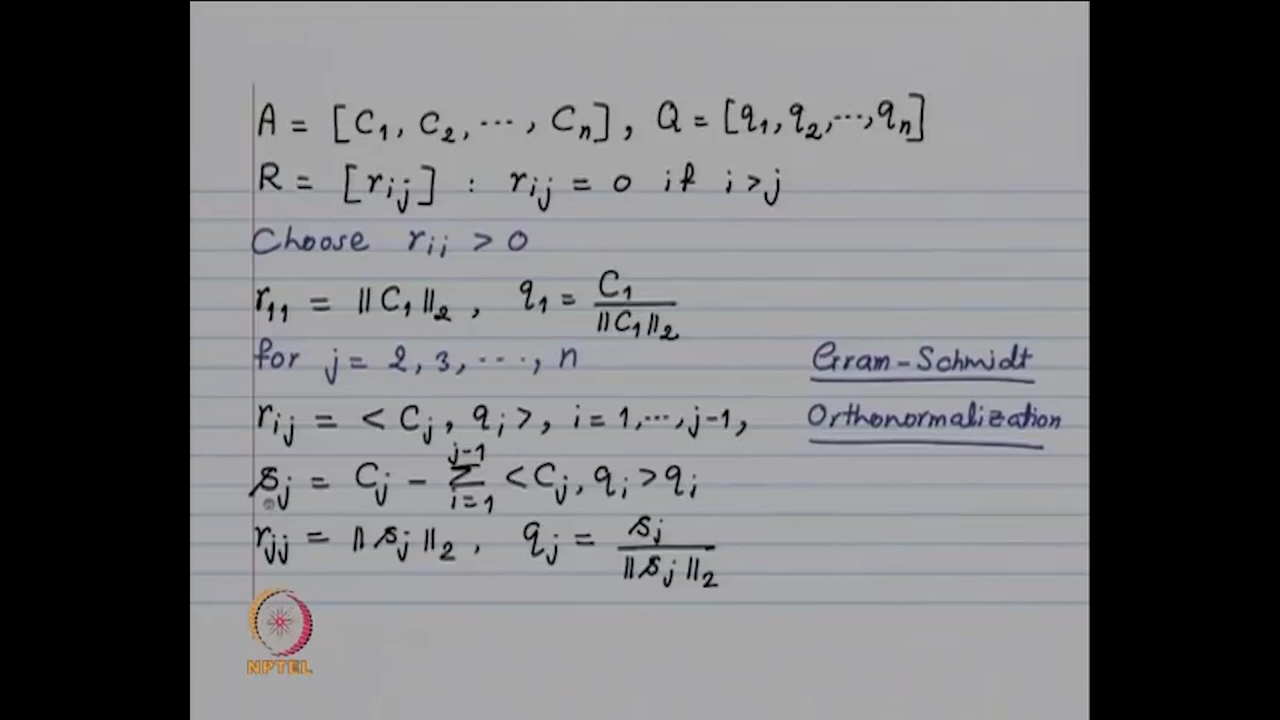 A = [C₁, C₂, ⋯, Cₙ], Q = [q₁, q₂, ⋯, qₙ]
R = [rᵢⱼ] : rᵢⱼ = 0 if i > j
Choose rᵢᵢ > 0
r₁₁ = ||C₁||₂, q₁ = C₁ / ||C₁||₂
for j = 2, 3, ⋯, n
Gram-Schmidt
rᵢⱼ = <Cⱼ, qᵢ>, i = 1, ⋯, j-1,
Orthonormalization
sⱼ = Cⱼ - Σᵢ₌₁^{j-1} <Cⱼ, qᵢ> qᵢ
rⱼⱼ = ||sⱼ||₂, qⱼ = sⱼ / ||sⱼ||₂
NPTEL